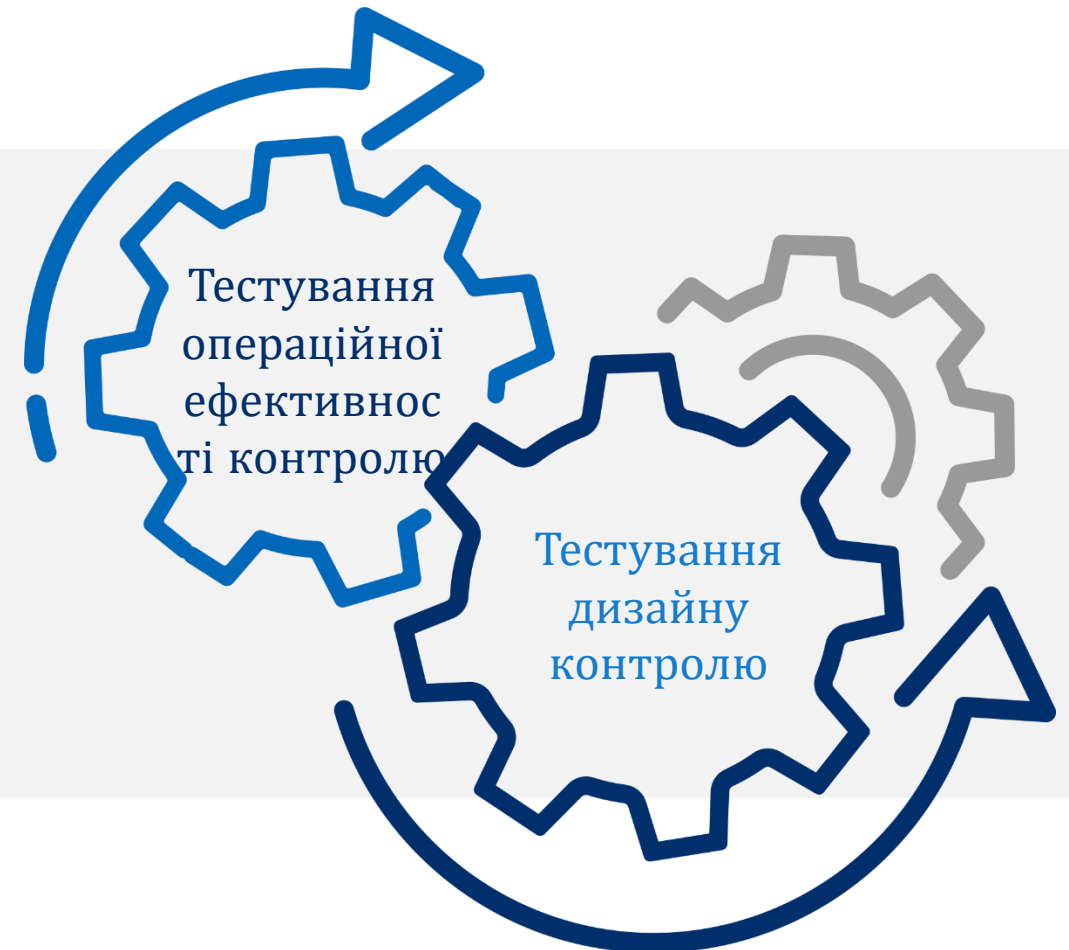 Тестування
операційної
ефективнос
ті контролю
Тестування
дизайну
контролю